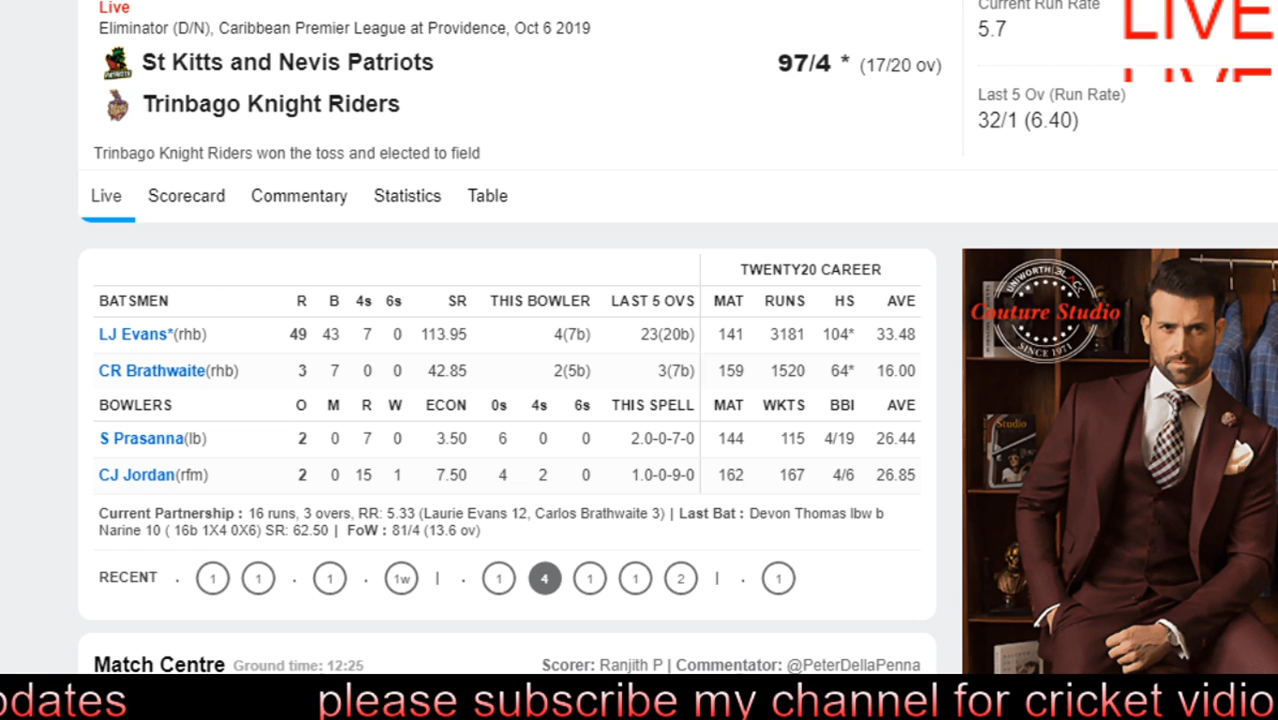 Live
Eliminator (D/N), Caribbean Premier League at Providence, Oct 6 2019
St Kitts and Nevis Patriots 97/4 * (17/20 ov)
Trinbago Knight Riders
Trinbago Knight Riders won the toss and elected to field
Current Run Rate
5.7
Last 5 Ov (Run Rate)
32/1 (6.40)
LIVE
LIVE
Live Scorecard Commentary Statistics Table
TWENTY20 CAREER
BATSMEN R B 4s 6s SR THIS BOWLER LAST 5 OVS MAT RUNS HS AVE
LJ Evans*(rhb) 49 43 7 0 113.95 4(7b) 23(20b) 141 3181 104* 33.48
CR Brathwaite(rhb) 3 7 0 0 42.85 2(5b) 3(7b) 159 1520 64* 16.00
BOWLERS O M R W ECON 0s 4s 6s THIS SPELL MAT WKTS BBI AVE
S Prasanna(lb) 2 0 7 0 3.50 6 0 0 2.0-0-7-0 144 115 4/19 26.44
CJ Jordan(rfm) 2 0 15 1 7.50 4 2 0 1.0-0-9-0 162 167 4/6 26.85
Current Partnership : 16 runs, 3 overs, RR: 5.33 (Laurie Evans 12, Carlos Brathwaite 3) | Last Bat : Devon Thomas lbw b
Narine 10 ( 16b 1X4 0X6) SR: 62.50 | FoW : 81/4 (13.6 ov)
RECENT . 1 1 . 1 . 1w | . 1 4 1 1 2 | . 1
Match Centre Ground time: 12:25 Scorer: Ranjith P | Commentator: @PeterDellaPenna
UNIWORTH BLACK
Couture Studio
SINCE 1971
Studio
odates please subscribe my channel for cricket vidio